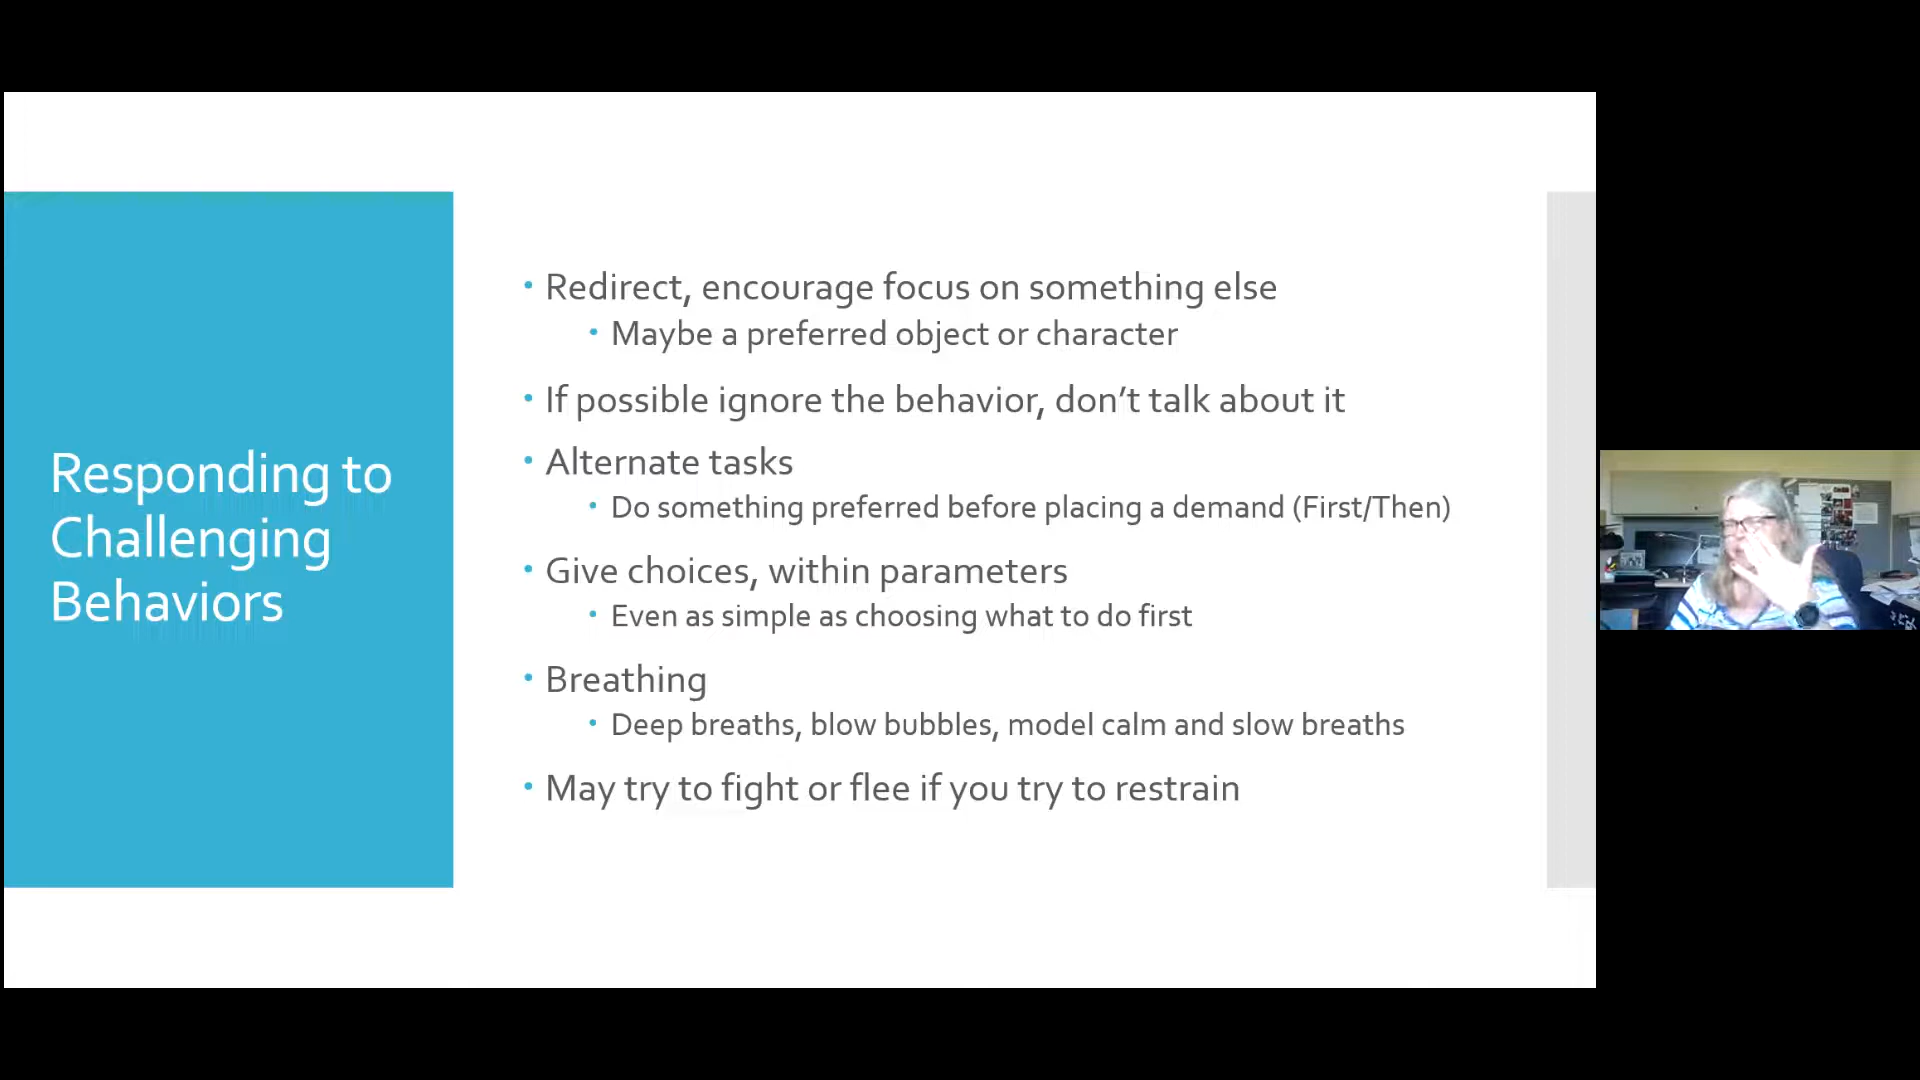 Responding to
Challenging
Behaviors
• Redirect, encourage focus on something else
• Maybe a preferred object or character
• If possible ignore the behavior, don’t talk about it
• Alternate tasks
• Do something preferred before placing a demand (First/Then)
• Give choices, within parameters
• Even as simple as choosing what to do first
• Breathing
• Deep breaths, blow bubbles, model calm and slow breaths
• May try to fight or flee if you try to restrain